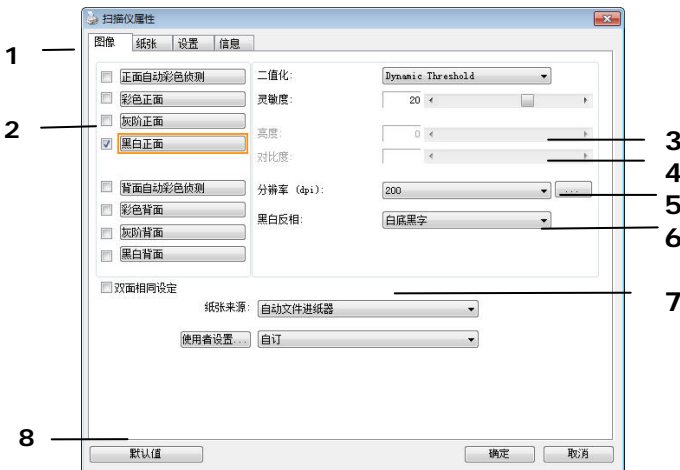 扫描仪属性
图像 纸张 设置 信息
1
正面自动彩色侦测
彩色正面
灰阶正面
黑白正面
2
背面自动彩色侦测
彩色背面
灰阶背面
黑白背面
二值化: Dynamic Threshold
灵敏度: 20
亮度: 0
3
对比度:
4
分辨率 (dpi): 200 ...
5
黑白反相: 白底黑字
6
双面相同设定
7
纸张来源: 自动文件进纸器
使用者设置... 自订
8
默认值 确定 取消